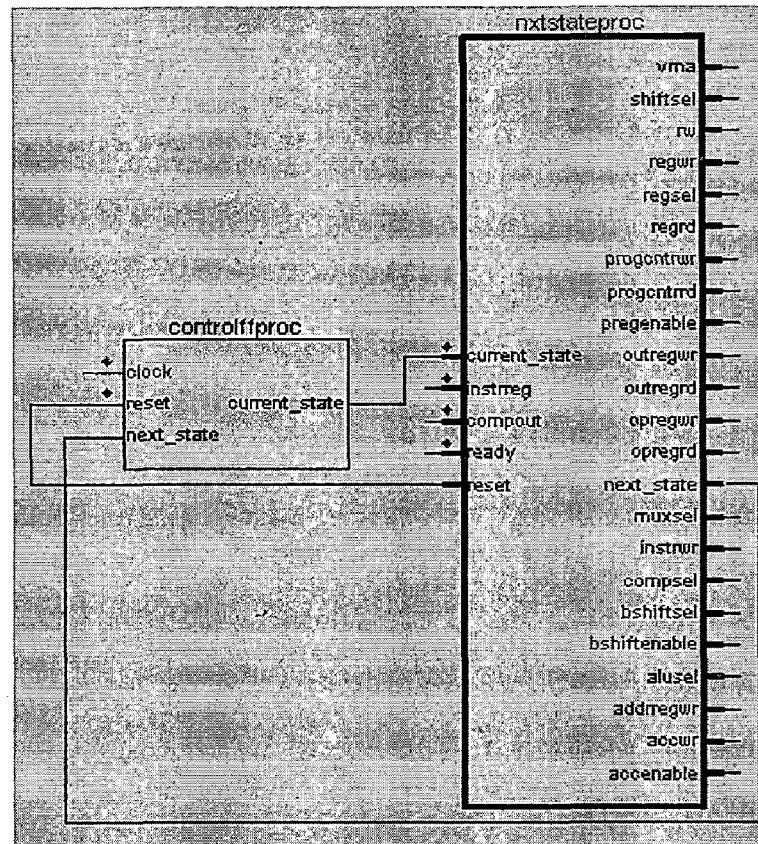 nxtstateproc
vma
shiftsel
rw
regwr
regsel
regrd
progcntrwr
progcntrrd
pregenable
outregwr
outregrd
opregwr
opregrd
next_state
muxsel
instrwr
compsel
bshiftsel
bshiftenable
alusel
addrregwr
accwr
accenable
current_state
instrreg
compout
ready
reset
controlffproc
clock
reset
next_state
current_state